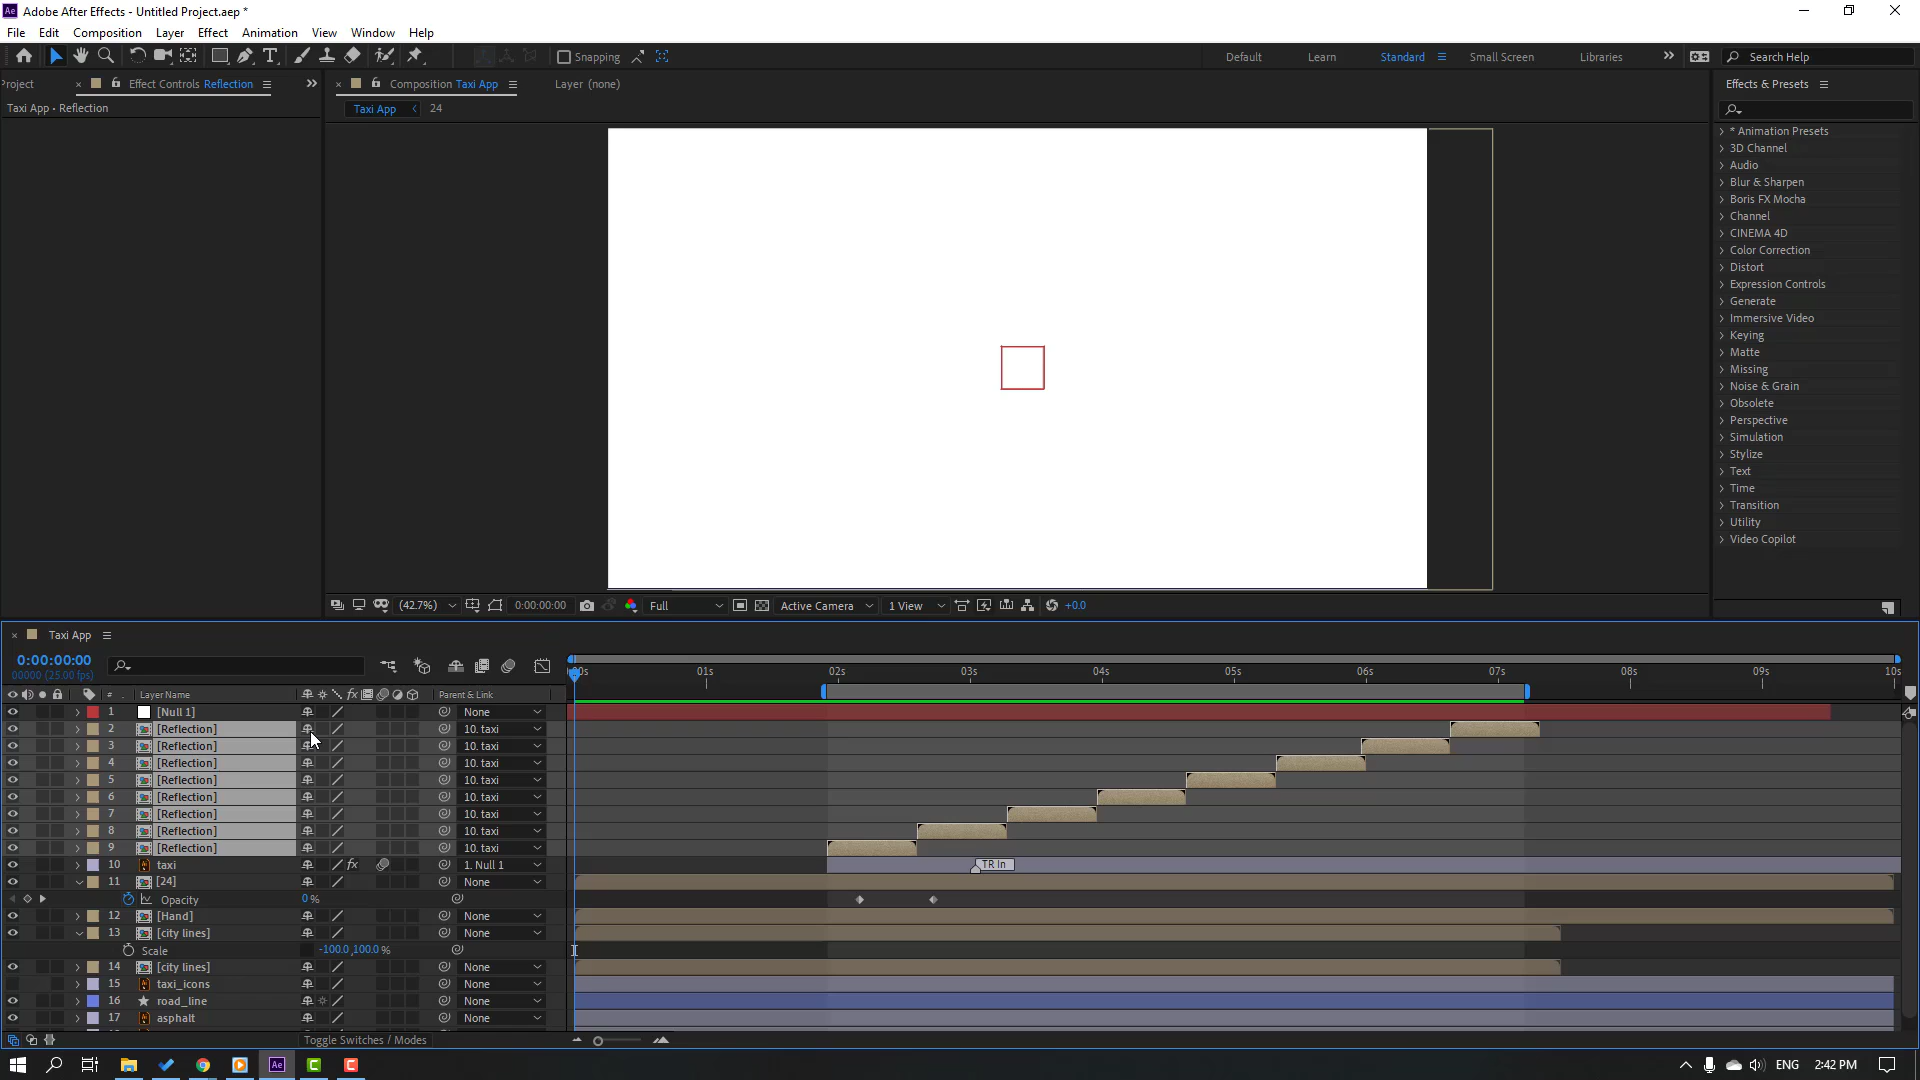 Ae Adobe After Effects - Untitled Project.aep *
File Edit Composition Layer Effect Animation View Window Help
Snapping Default Learn Standard Small Screen Libraries Search Help
Project × Effect Controls Reflection × Composition Taxi App Layer (none) Effects & Presets
Taxi App • Reflection
Taxi App 24
* Animation Presets
3D Channel
Audio
Blur & Sharpen
Boris FX Mocha
Channel
CINEMA 4D
Color Correction
Distort
Expression Controls
Generate
Immersive Video
Keying
Matte
Missing
Noise & Grain
Obsolete
Perspective
Simulation
Stylize
Text
Time
Transition
Utility
Video Copilot
(42.7%) 0:00:00:00 Full Active Camera 1 View +0.0
× Taxi App
0:00:00:00
00000 (25.00 fps)
:00s 01s 02s 03s 04s 05s 06s 07s 08s 09s 10s
# . Layer Name fx Parent & Link
1 [Null 1] None
2 [Reflection] 10. taxi
3 [Reflection] 10. taxi
4 [Reflection] 10. taxi
5 [Reflection] 10. taxi
6 [Reflection] 10. taxi
7 [Reflection] 10. taxi
8 [Reflection] 10. taxi
9 [Reflection] 10. taxi
10 taxi fx 1. Null 1 TR In
11 [24] None
Opacity 0 %
12 [Hand] None
13 [city lines] None
Scale -100.0,100.0 %
14 [city lines] None
15 taxi_icons None
16 road_line None
17 asphalt None
Toggle Switches / Modes
Ae ENG 2:42 PM